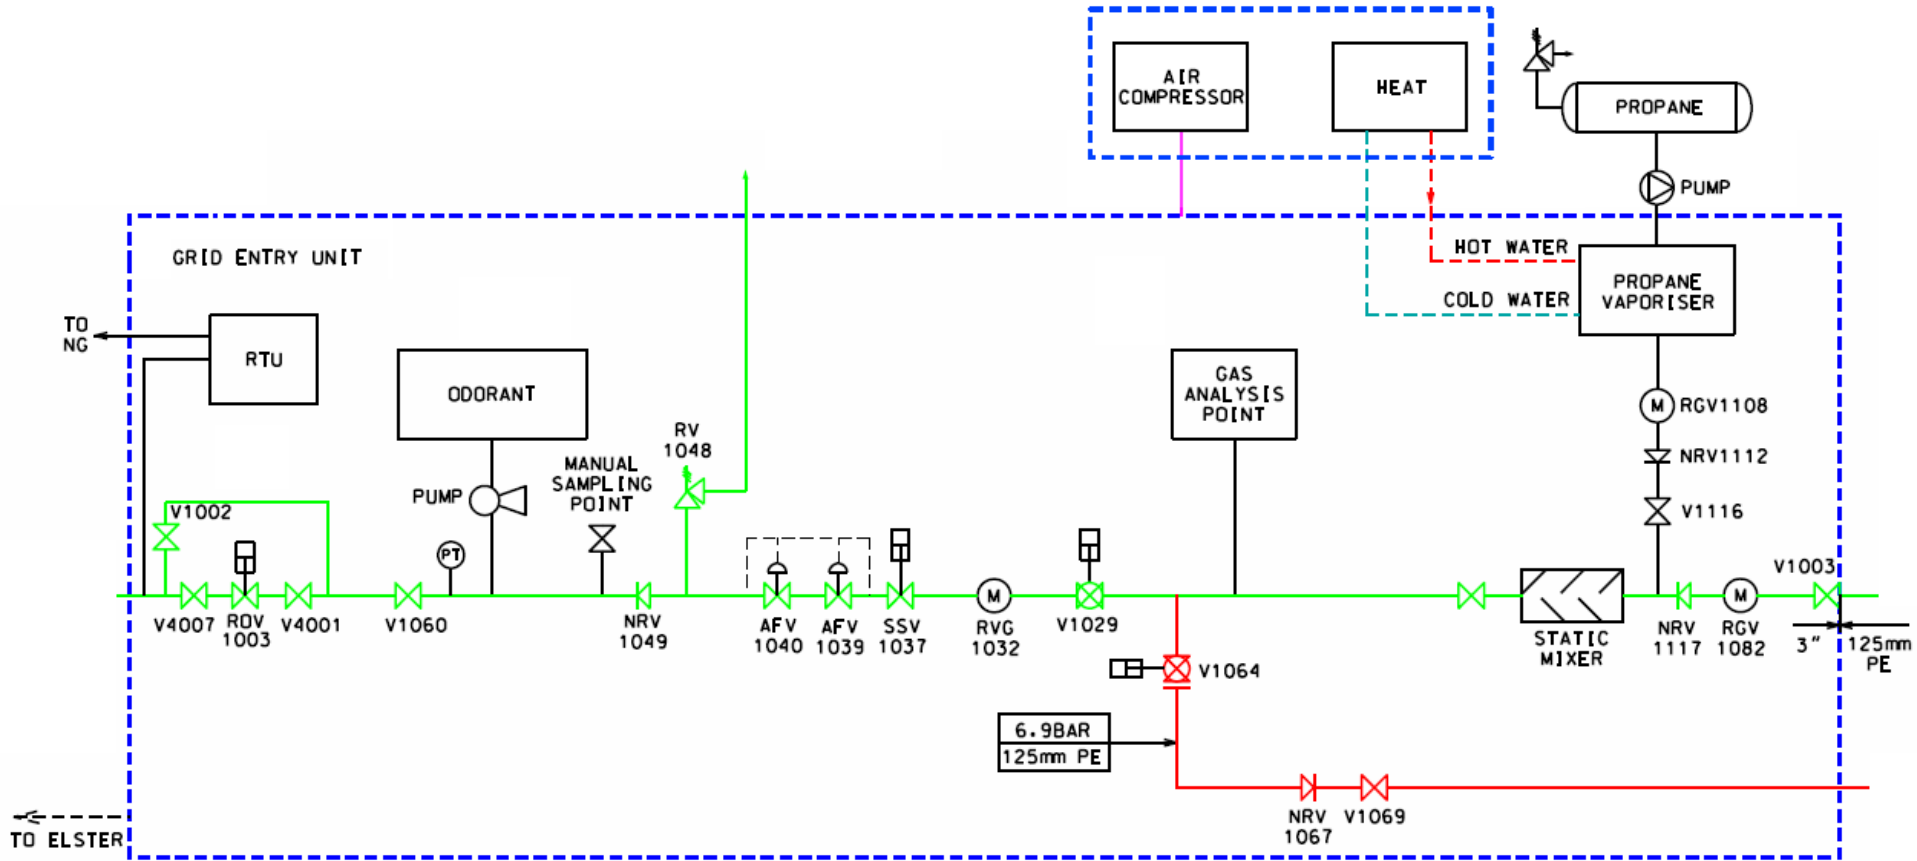 AIR
COMPRESSOR
HEAT
PROPANE
PUMP
GRID ENTRY UNIT
HOT WATER
COLD WATER
PROPANE
VAPORISER
TO
NG
RTU
ODORANT
GAS
ANALYSIS
POINT
M
RGV1108
RV
1048
NRV1112
MANUAL
SAMPLING
POINT
PUMP
V1002
V1116
PT
V1003
M
M
V4007
ROV
1003
V4001
V1060
NRV
1049
AFV
1040
AFV
1039
SSV
1037
RVG
1032
V1029
STATIC
MIXER
NRV
1117
RGV
1082
3"
125mm
PE
V1064
6.9BAR
125mm PE
NRV
1067
V1069
TO ELSTER